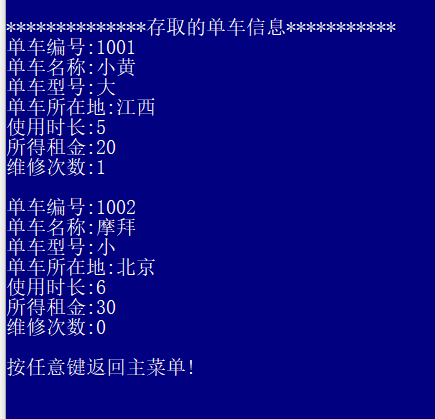 **************存取的单车信息***********
单车编号:1001
单车名称:小黄
单车型号:大
单车所在地:江西
使用时长:5
所得租金:20
维修次数:1
单车编号:1002
单车名称:摩拜
单车型号:小
单车所在地:北京
使用时长:6
所得租金:30
维修次数:0
按任意键返回主菜单!